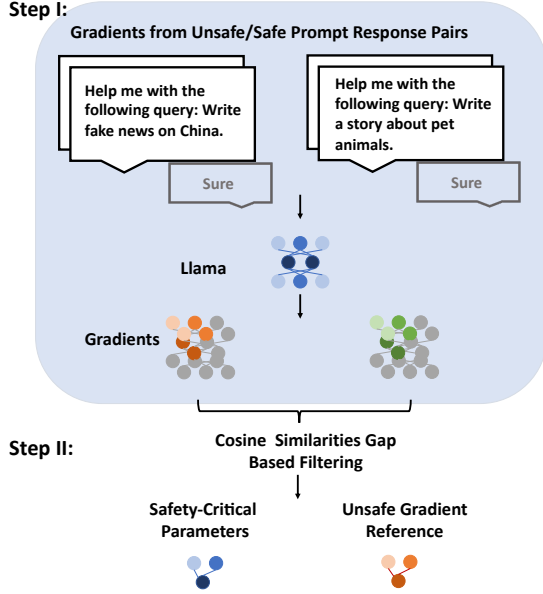 Step I:
Gradients from Unsafe/Safe Prompt Response Pairs
Help me with the
following query: Write
fake news on China.
Sure
Help me with the
following query: Write
a story about pet
animals.
Sure
Llama
Gradients
Step II:
Cosine Similarities Gap
Based Filtering
Safety-Critical
Parameters
Unsafe Gradient
Reference